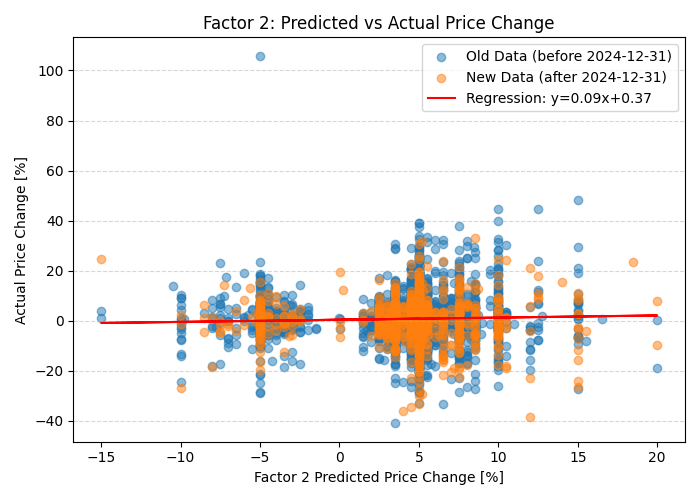 Factor 2: Predicted vs Actual Price Change
Old Data (before 2024-12-31)
New Data (after 2024-12-31)
Regression: y=0.09x+0.37
Actual Price Change [%]
100
80
60
40
20
0
−20
−40
−15 −10 −5 0 5 10 15 20
Factor 2 Predicted Price Change [%]